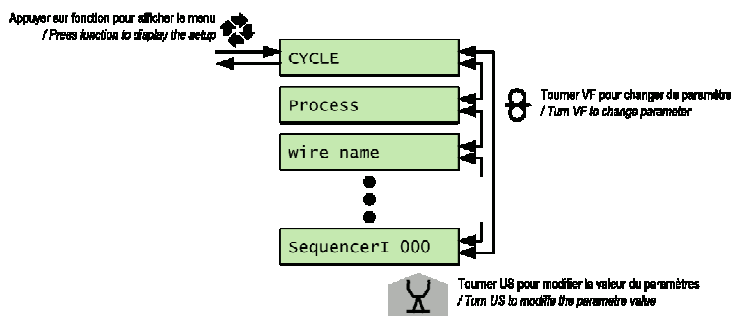 Appuyer sur fonction pour afficher le menu
/ Press function to display the setup
CYCLE
Process
wire name
SequencerI 000
Tourner VF pour changer de paramètre
/ Turn VF to change parameter
Tourner US pour modifier la valeur du paramètres
/ Turn US to modifie the parametre value